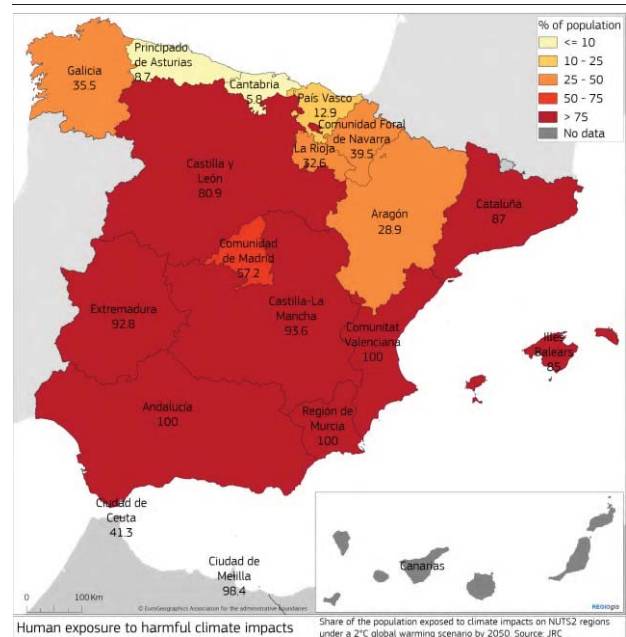 % of population
<= 10
10 - 25
25 - 50
50 - 75
> 75
No data
Galicia
35.5
Principado
de Asturias
8.7
Cantabria
5.8
País Vasco
12.9
Comunidad Foral
de Navarra
39.5
La Rioja
32.6
Castilla y
León
80.9
Aragón
28.9
Cataluña
87
Comunidad
de Madrid
57.2
Extremadura
92.8
Castilla-La
Mancha
93.6
Comunitat
Valenciana
100
Illes
Balears
85
Andalucía
100
Región de
Murcia
100
Ciudad de
Ceuta
41.3
Ciudad de
Melilla
98.4
Canarias
0 100 Km
© EuroGeographics Association for the administrative boundaries
REGIOgis
Human exposure to harmful climate impacts
Share of the population exposed to climate impacts on NUTS2 regions
under a 2°C global warming scenario by 2050 Source: JRC